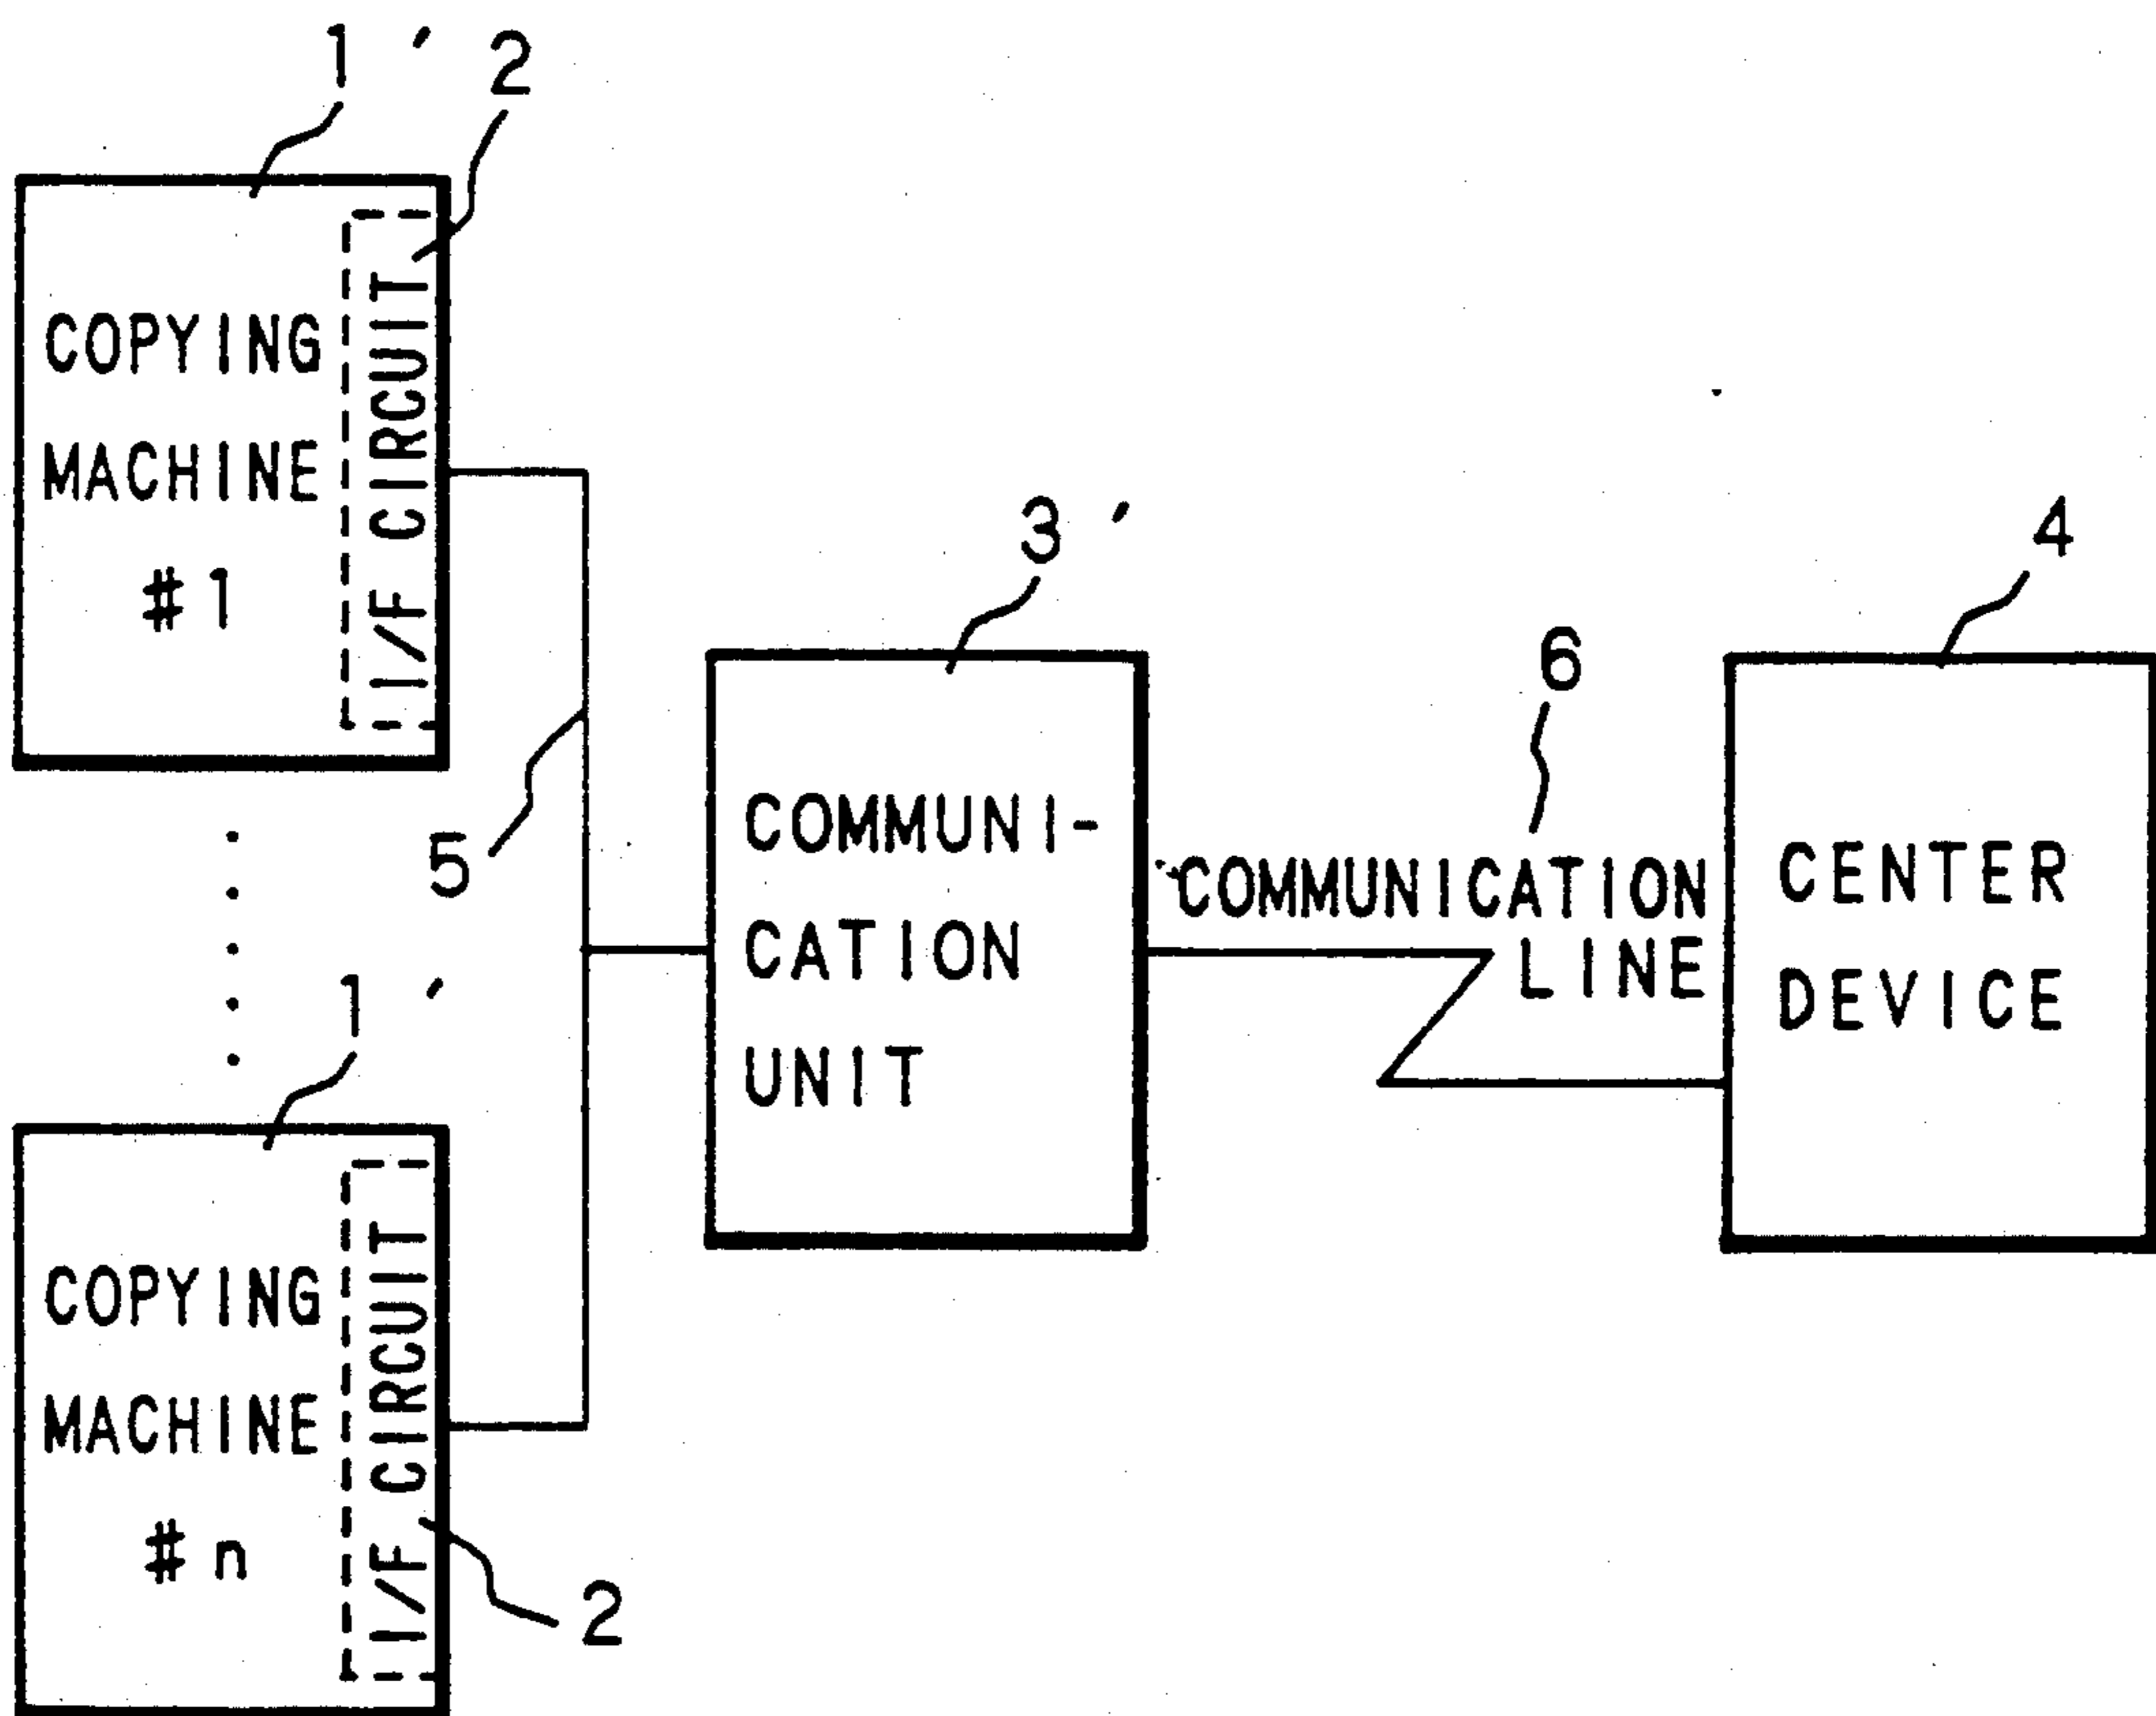 1'
2
COPYING
MACHINE
#1
I/F CIRCUIT
5
1'
COPYING
MACHINE
#n
I/F CIRCUIT
2
3'
COMMUNI-
CATION
UNIT
6
COMMUNICATION
LINE
4
CENTER
DEVICE